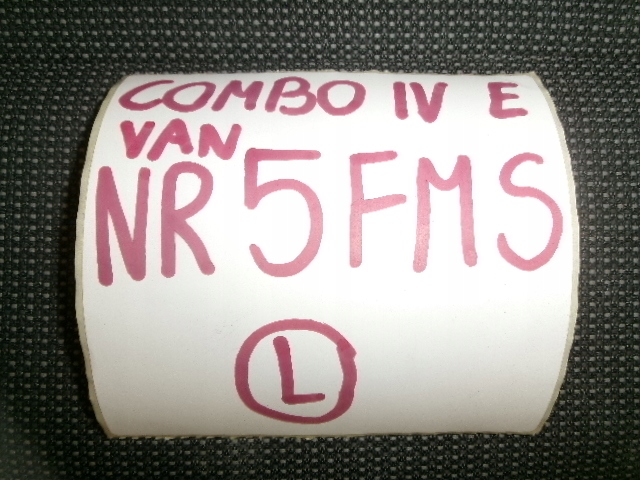 COMBO IV E
VAN
NR 5 FMS
L